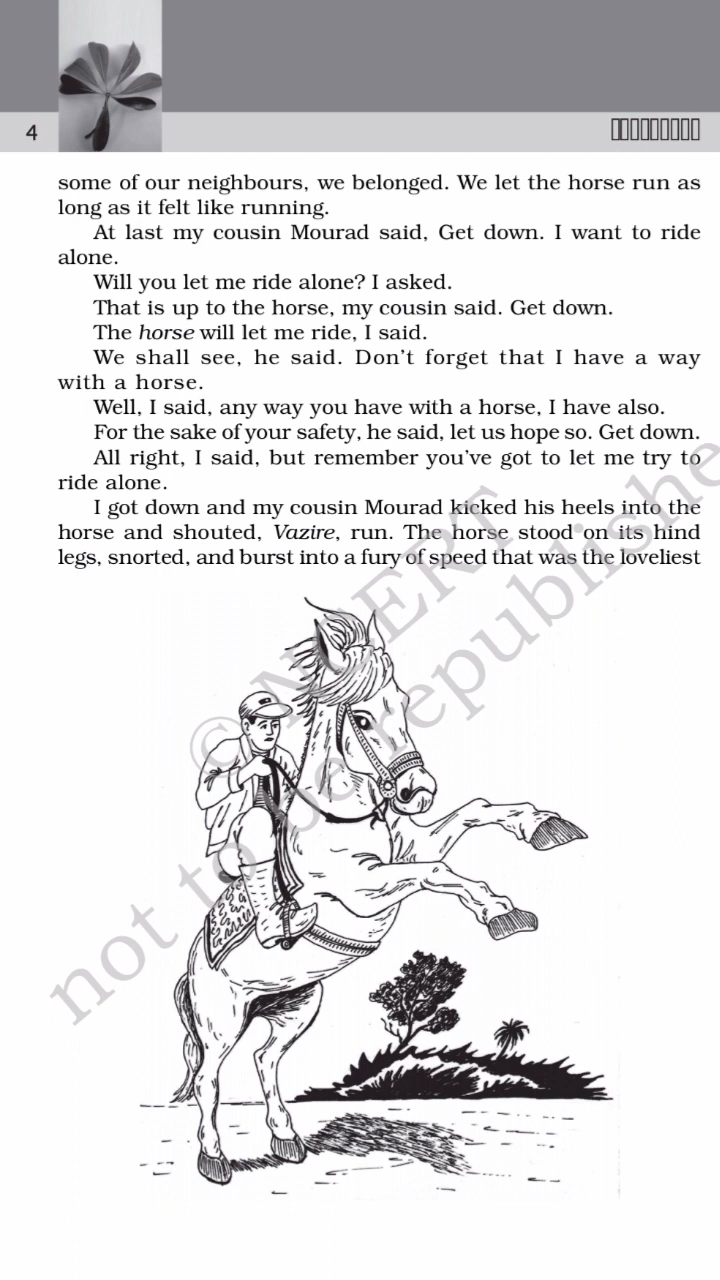 4
some of our neighbours, we belonged. We let the horse run as
long as it felt like running.
At last my cousin Mourad said, Get down. I want to ride
alone.
Will you let me ride alone? I asked.
That is up to the horse, my cousin said. Get down.
The horse will let me ride, I said.
We shall see, he said. Don't forget that I have a way
with a horse.
Well, I said, any way you have with a horse, I have also.
For the sake of your safety, he said, let us hope so. Get down.
All right, I said, but remember you've got to let me try to
ride alone.
I got down and my cousin Mourad kicked his heels into the
horse and shouted, Vazire, run. The horse stood on its hind
legs, snorted, and burst into a fury of speed that was the loveliest
© NCERT
not to be republishe